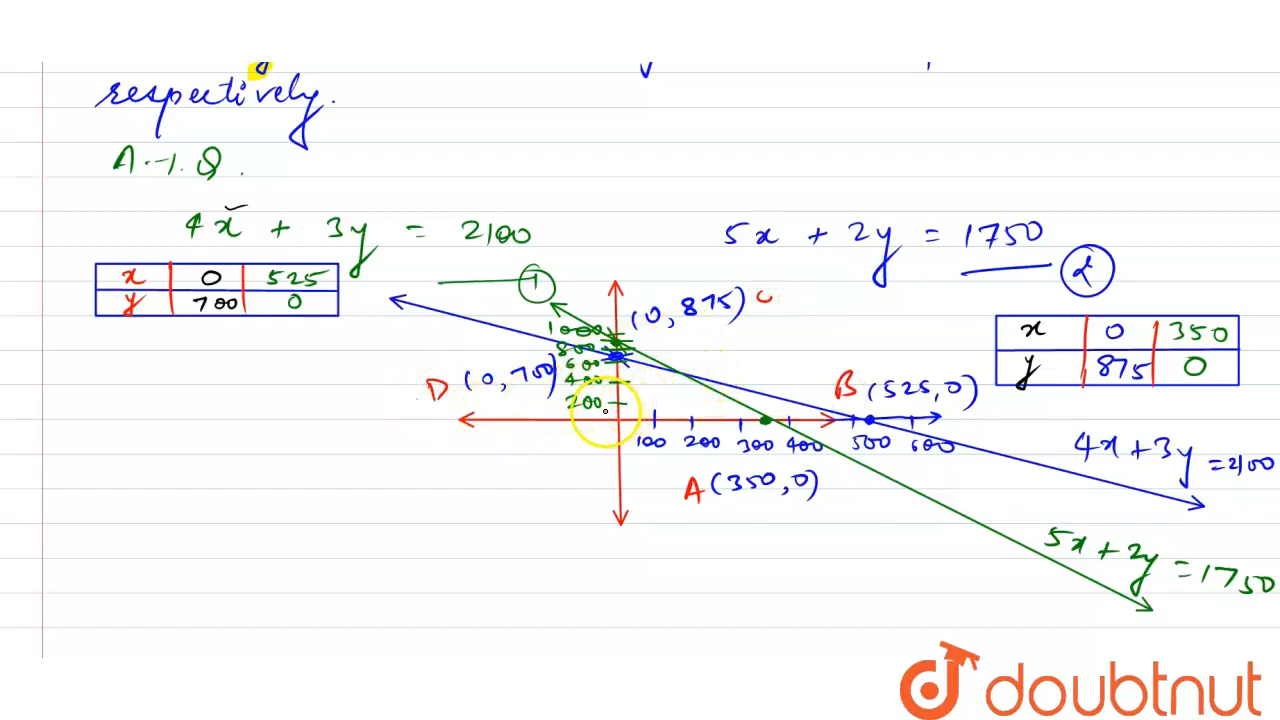 respectively.
A.T.Q.
4x + 3y = 2100
5x + 2y = 1750
1
2
x 0 525
y 700 0
(0, 875) C
x 0 350
y 875 0
1000
800
600
400
200
D (0, 700)
B (525, 0)
100 200 300 400 500 600
A (350, 0)
4x + 3y = 2100
5x + 2y = 1750
doubtnut